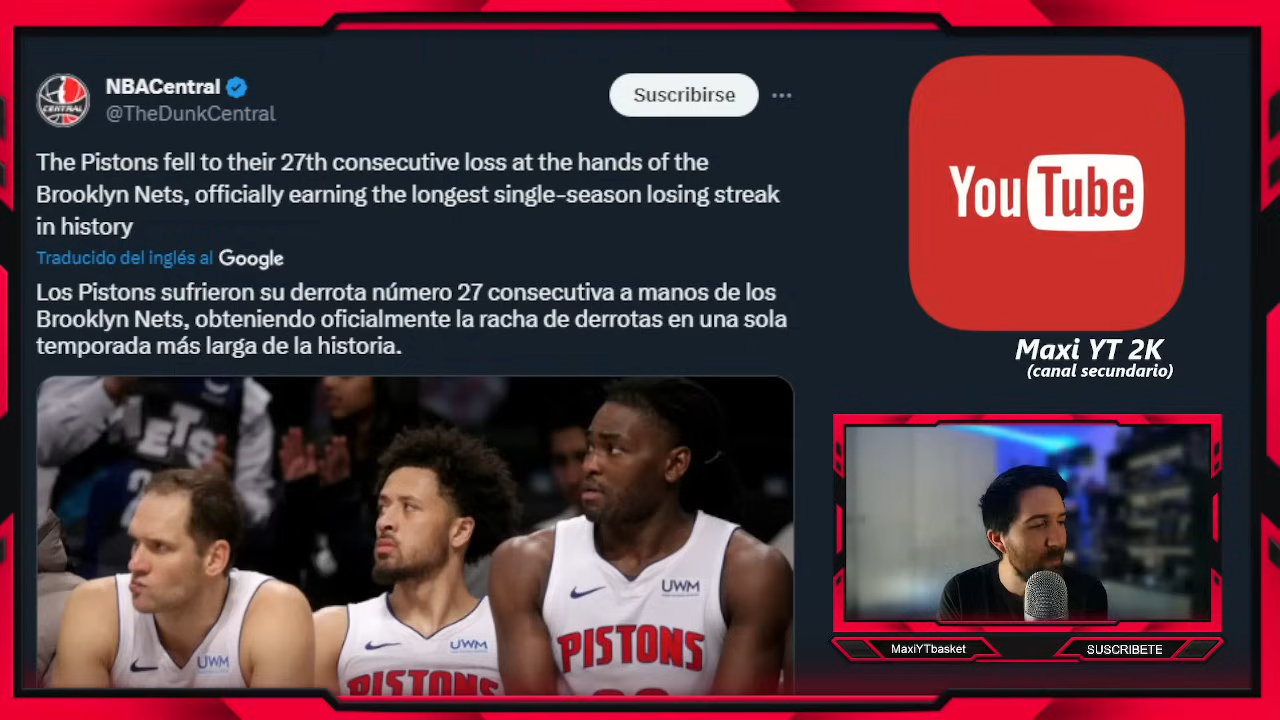 NBACentral
@TheDunkCentral
Suscribirse
The Pistons fell to their 27th consecutive loss at the hands of the
Brooklyn Nets, officially earning the longest single-season losing streak
in history
Traducido del inglés al Google
Los Pistons sufrieron su derrota número 27 consecutiva a manos de los
Brooklyn Nets, obteniendo oficialmente la racha de derrotas en una sola
temporada más larga de la historia.
CENTRAL
NETS
UWM
UWM
UWM
PISTONS
PISTONS
YouTube
Maxi YT 2K
(canal secundario)
MaxiYTbasket
SUSCRIBETE